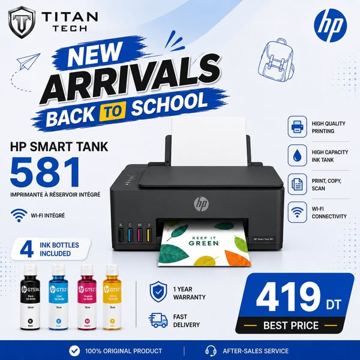 TITAN
TECH
hp
NEW
ARRIVALS
BACK TO SCHOOL
HP SMART TANK
581
IMPRIMANTE À RÉSERVOIR INTÉGRÉ
WI-FI INTÉGRÉ
HIGH QUALITY
PRINTING
HIGH CAPACITY
INK TANK
PRINT, COPY,
SCAN
WI-FI
CONNECTIVITY
hp
KEEP IT
GREEN
4 INK BOTTLES
INCLUDED
1 YEAR
WARRANTY
FAST
DELIVERY
419 DT
BEST PRICE
100% ORIGINAL PRODUCT
AFTER-SALES SERVICE